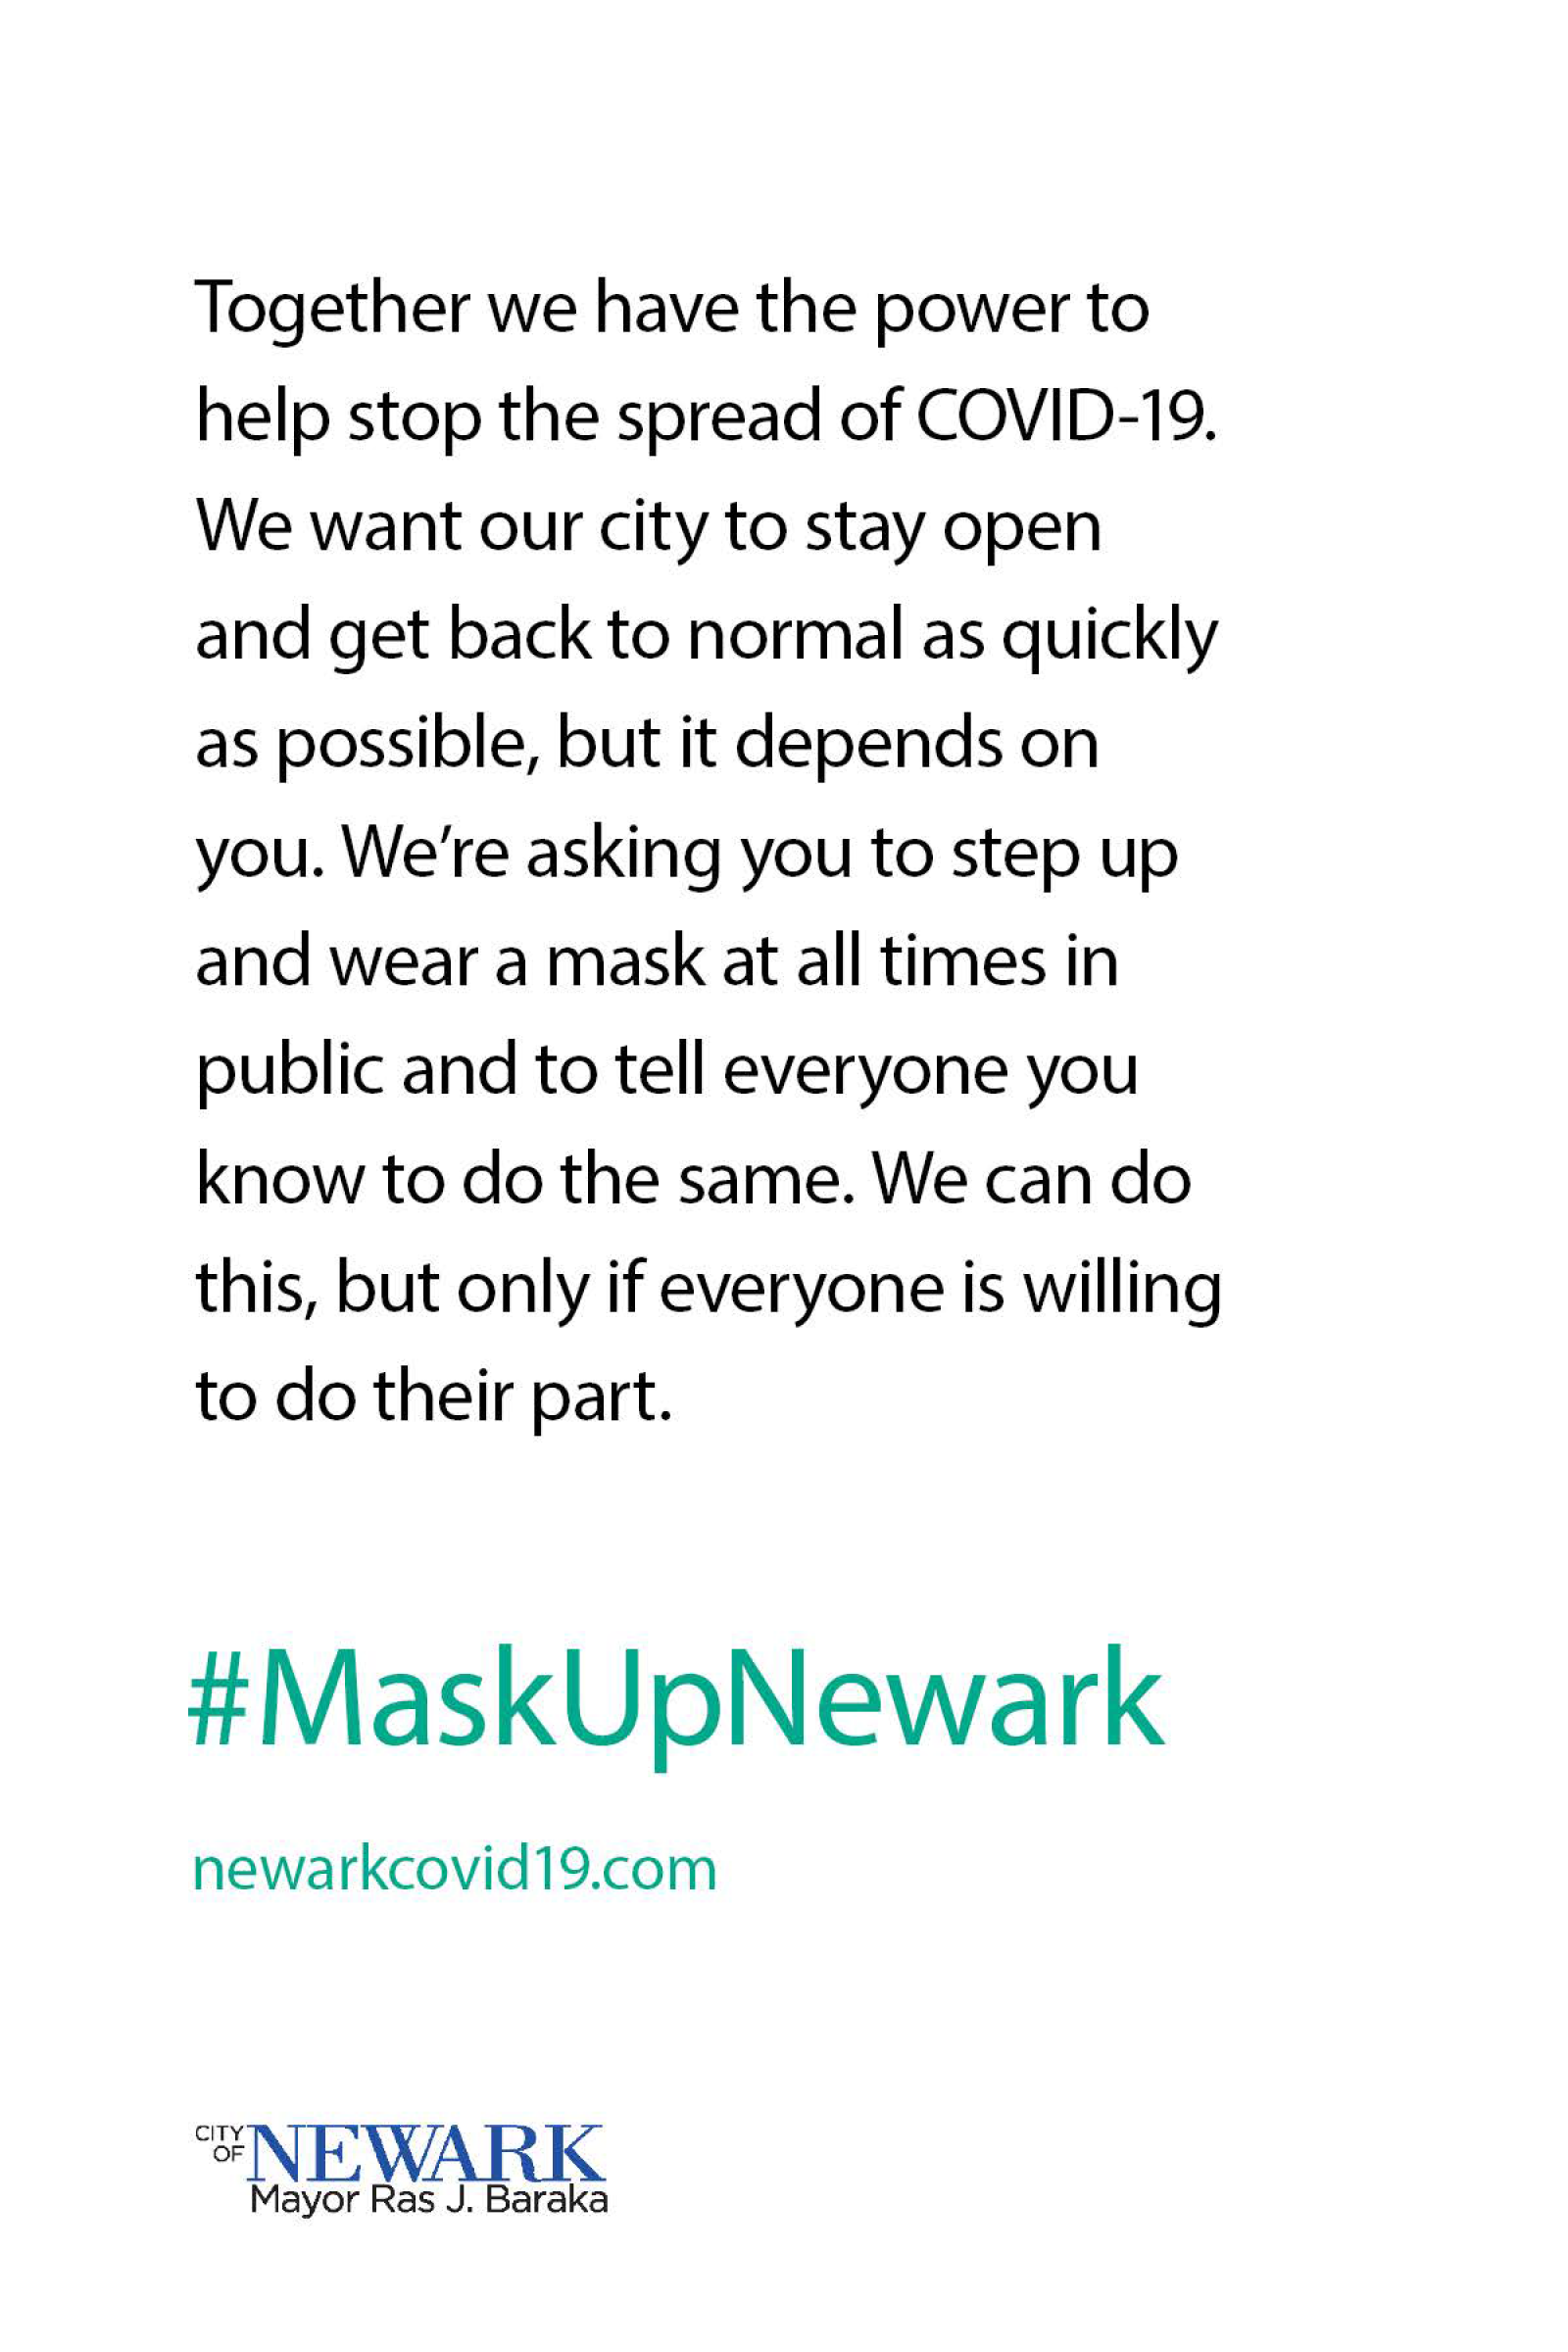 Together we have the power to
help stop the spread of COVID-19.
We want our city to stay open
and get back to normal as quickly
as possible, but it depends on
you. We’re asking you to step up
and wear a mask at all times in
public and to tell everyone you
know to do the same. We can do
this, but only if everyone is willing
to do their part.
#MaskUpNewark
newarkcovid19.com
CITY OF NEWARK
Mayor Ras J. Baraka